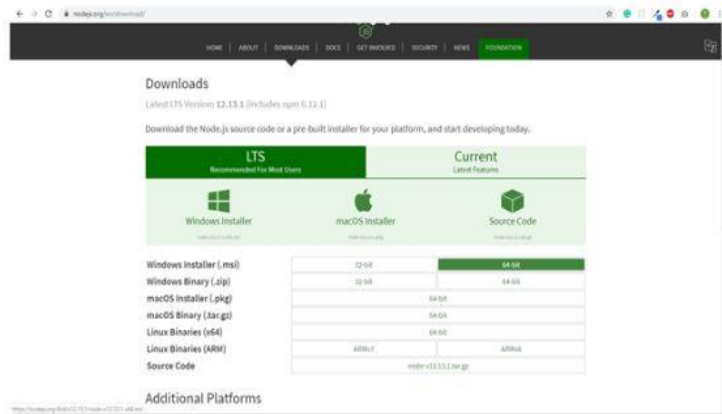 nodejs.org/en/download/
HOME | ABOUT | DOWNLOADS | DOCS | GET INVOLVED | SECURITY | NEWS | FOUNDATION
Downloads
Latest LTS Version: 12.13.1 (includes npm 6.12.1)
Download the Node.js source code or a pre-built installer for your platform, and start developing today.
LTS
Recommended For Most Users
Current
Latest Features
Windows Installer
macOS Installer
Source Code
Windows Installer (.msi) 32-bit 64-bit
Windows Binary (.zip) 32-bit 64-bit
macOS Installer (.pkg) 64-bit
macOS Binary (.tar.gz) 64-bit
Linux Binaries (x64) 64-bit
Linux Binaries (ARM) ARMv7 ARMv8
Source Code node-v12.13.1.tar.gz
Additional Platforms